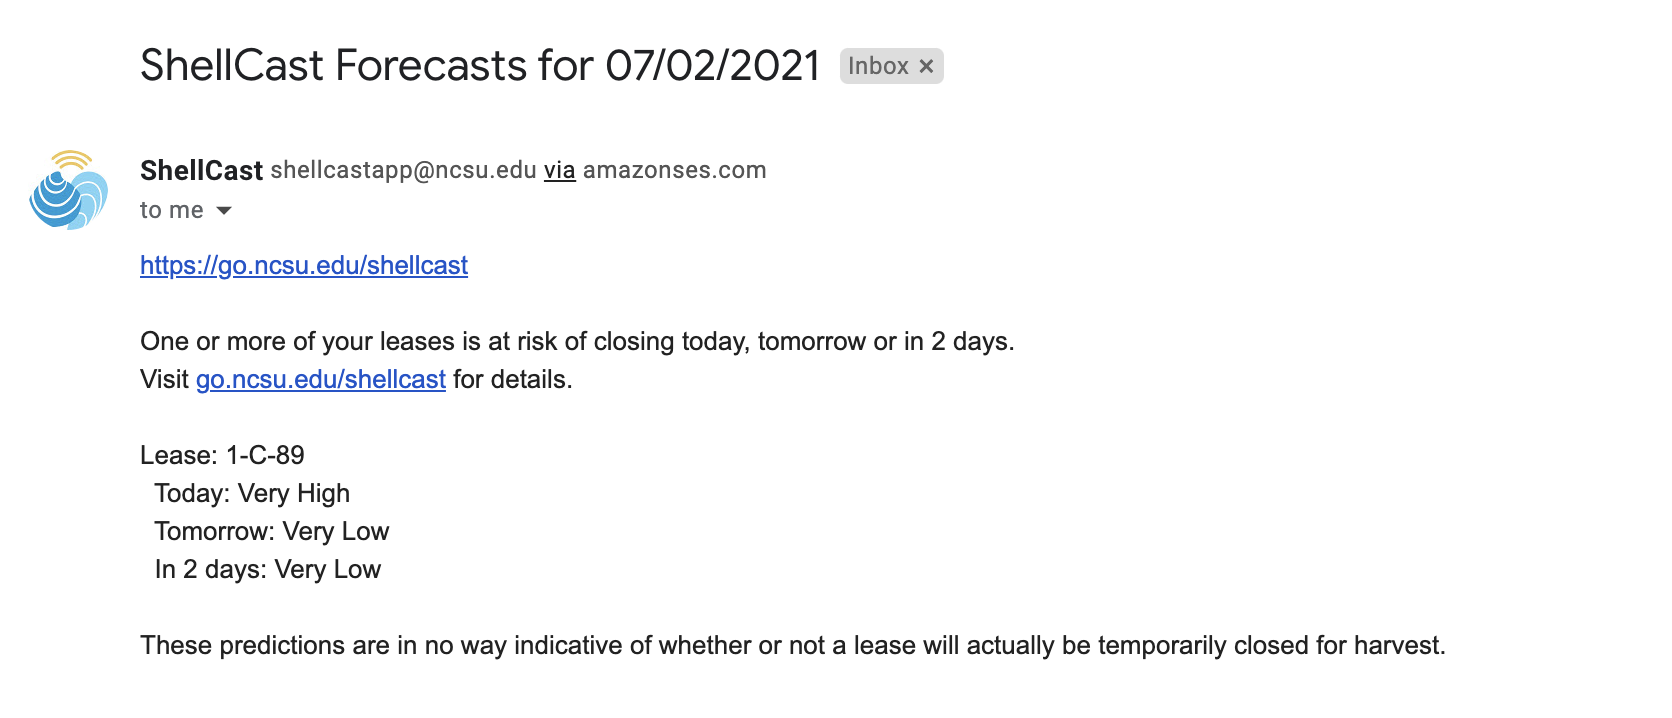 ShellCast Forecasts for 07/02/2021 Inbox ×
ShellCast shellcastapp@ncsu.edu via amazonses.com
to me
https://go.ncsu.edu/shellcast
One or more of your leases is at risk of closing today, tomorrow or in 2 days.
Visit go.ncsu.edu/shellcast for details.
Lease: 1-C-89
Today: Very High
Tomorrow: Very Low
In 2 days: Very Low
These predictions are in no way indicative of whether or not a lease will actually be temporarily closed for harvest.